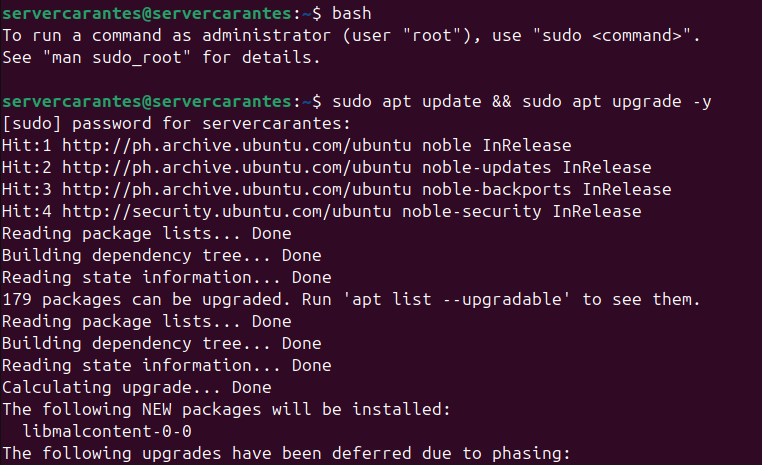 servercarantes@servercarantes:~$ bash
To run a command as administrator (user "root"), use "sudo <command>".
See "man sudo_root" for details.
servercarantes@servercarantes:~$ sudo apt update && sudo apt upgrade -y
[sudo] password for servercarantes:
Hit:1 http://ph.archive.ubuntu.com/ubuntu noble InRelease
Hit:2 http://ph.archive.ubuntu.com/ubuntu noble-updates InRelease
Hit:3 http://ph.archive.ubuntu.com/ubuntu noble-backports InRelease
Hit:4 http://security.ubuntu.com/ubuntu noble-security InRelease
Reading package lists... Done
Building dependency tree... Done
Reading state information... Done
179 packages can be upgraded. Run 'apt list --upgradable' to see them.
Reading package lists... Done
Building dependency tree... Done
Reading state information... Done
Calculating upgrade... Done
The following NEW packages will be installed:
  libmalcontent-0-0
The following upgrades have been deferred due to phasing: